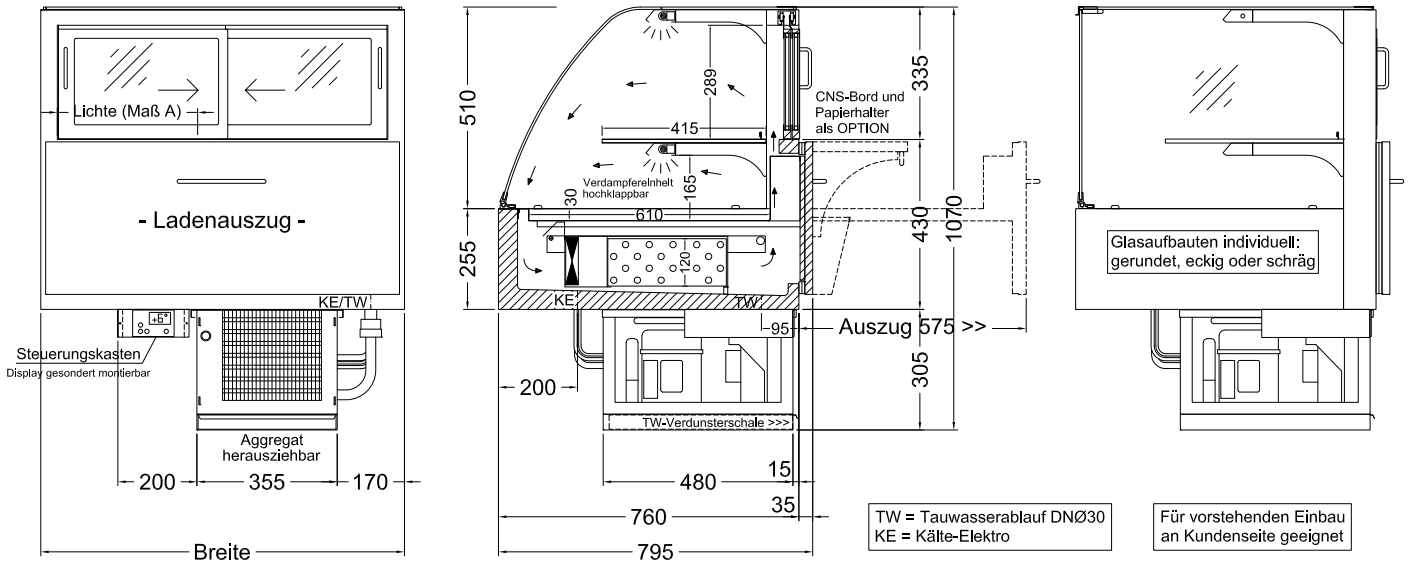 Lichte (Maß A)
- Ladenauszug -
KE/TW
+6°
Steuerungskasten
Display gesondert montierbar
Aggregat
herausziehbar
200
355
170
Breite
510
255
289
415
CNS-Bord und
Papierhalter
als OPTION
Verdampfereinheit
hochklappbar
30
165
610
120
KE
TW
95
Auszug 575 >>
335
430
1070
305
200
TW-Verdunsterschale >>>
480
15
35
760
795
TW = Tauwasserablauf DNØ30
KE = Kälte-Elektro
Glasaufbauten individuell:
gerundet, eckig oder schräg
Für vorstehenden Einbau
an Kundenseite geeignet